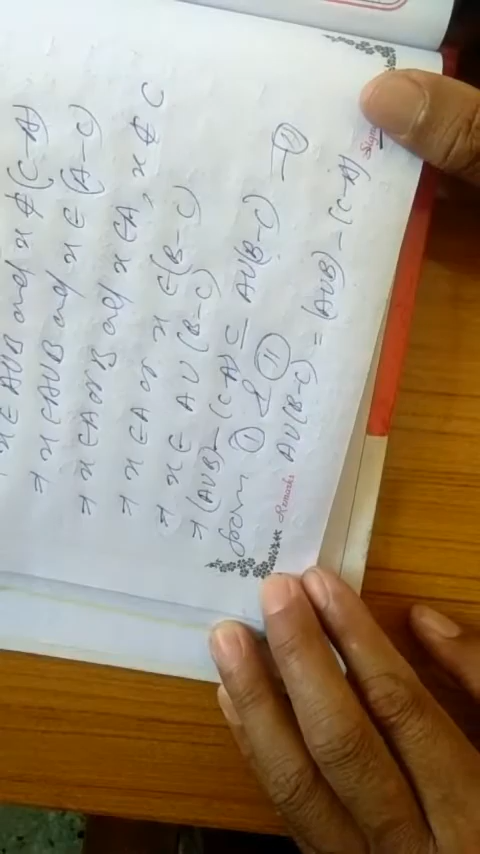 x ∈ A∪B and x ∉ (C-A)
⇒ x ∈ A∪B and x ∈ (A-C)
⇒ x ∈ A or B and x ∈ A, x ∉ C
⇒ x ∈ A or x ∈ (B-C)
⇒ x ∈ A ∪ (B-C)
⇒ (A∪B) - (C-A) ⊆ A∪(B-C) - (II)
from (I) & (II)
A∪(B-C) = (A∪B) - (C-A)
Remarks